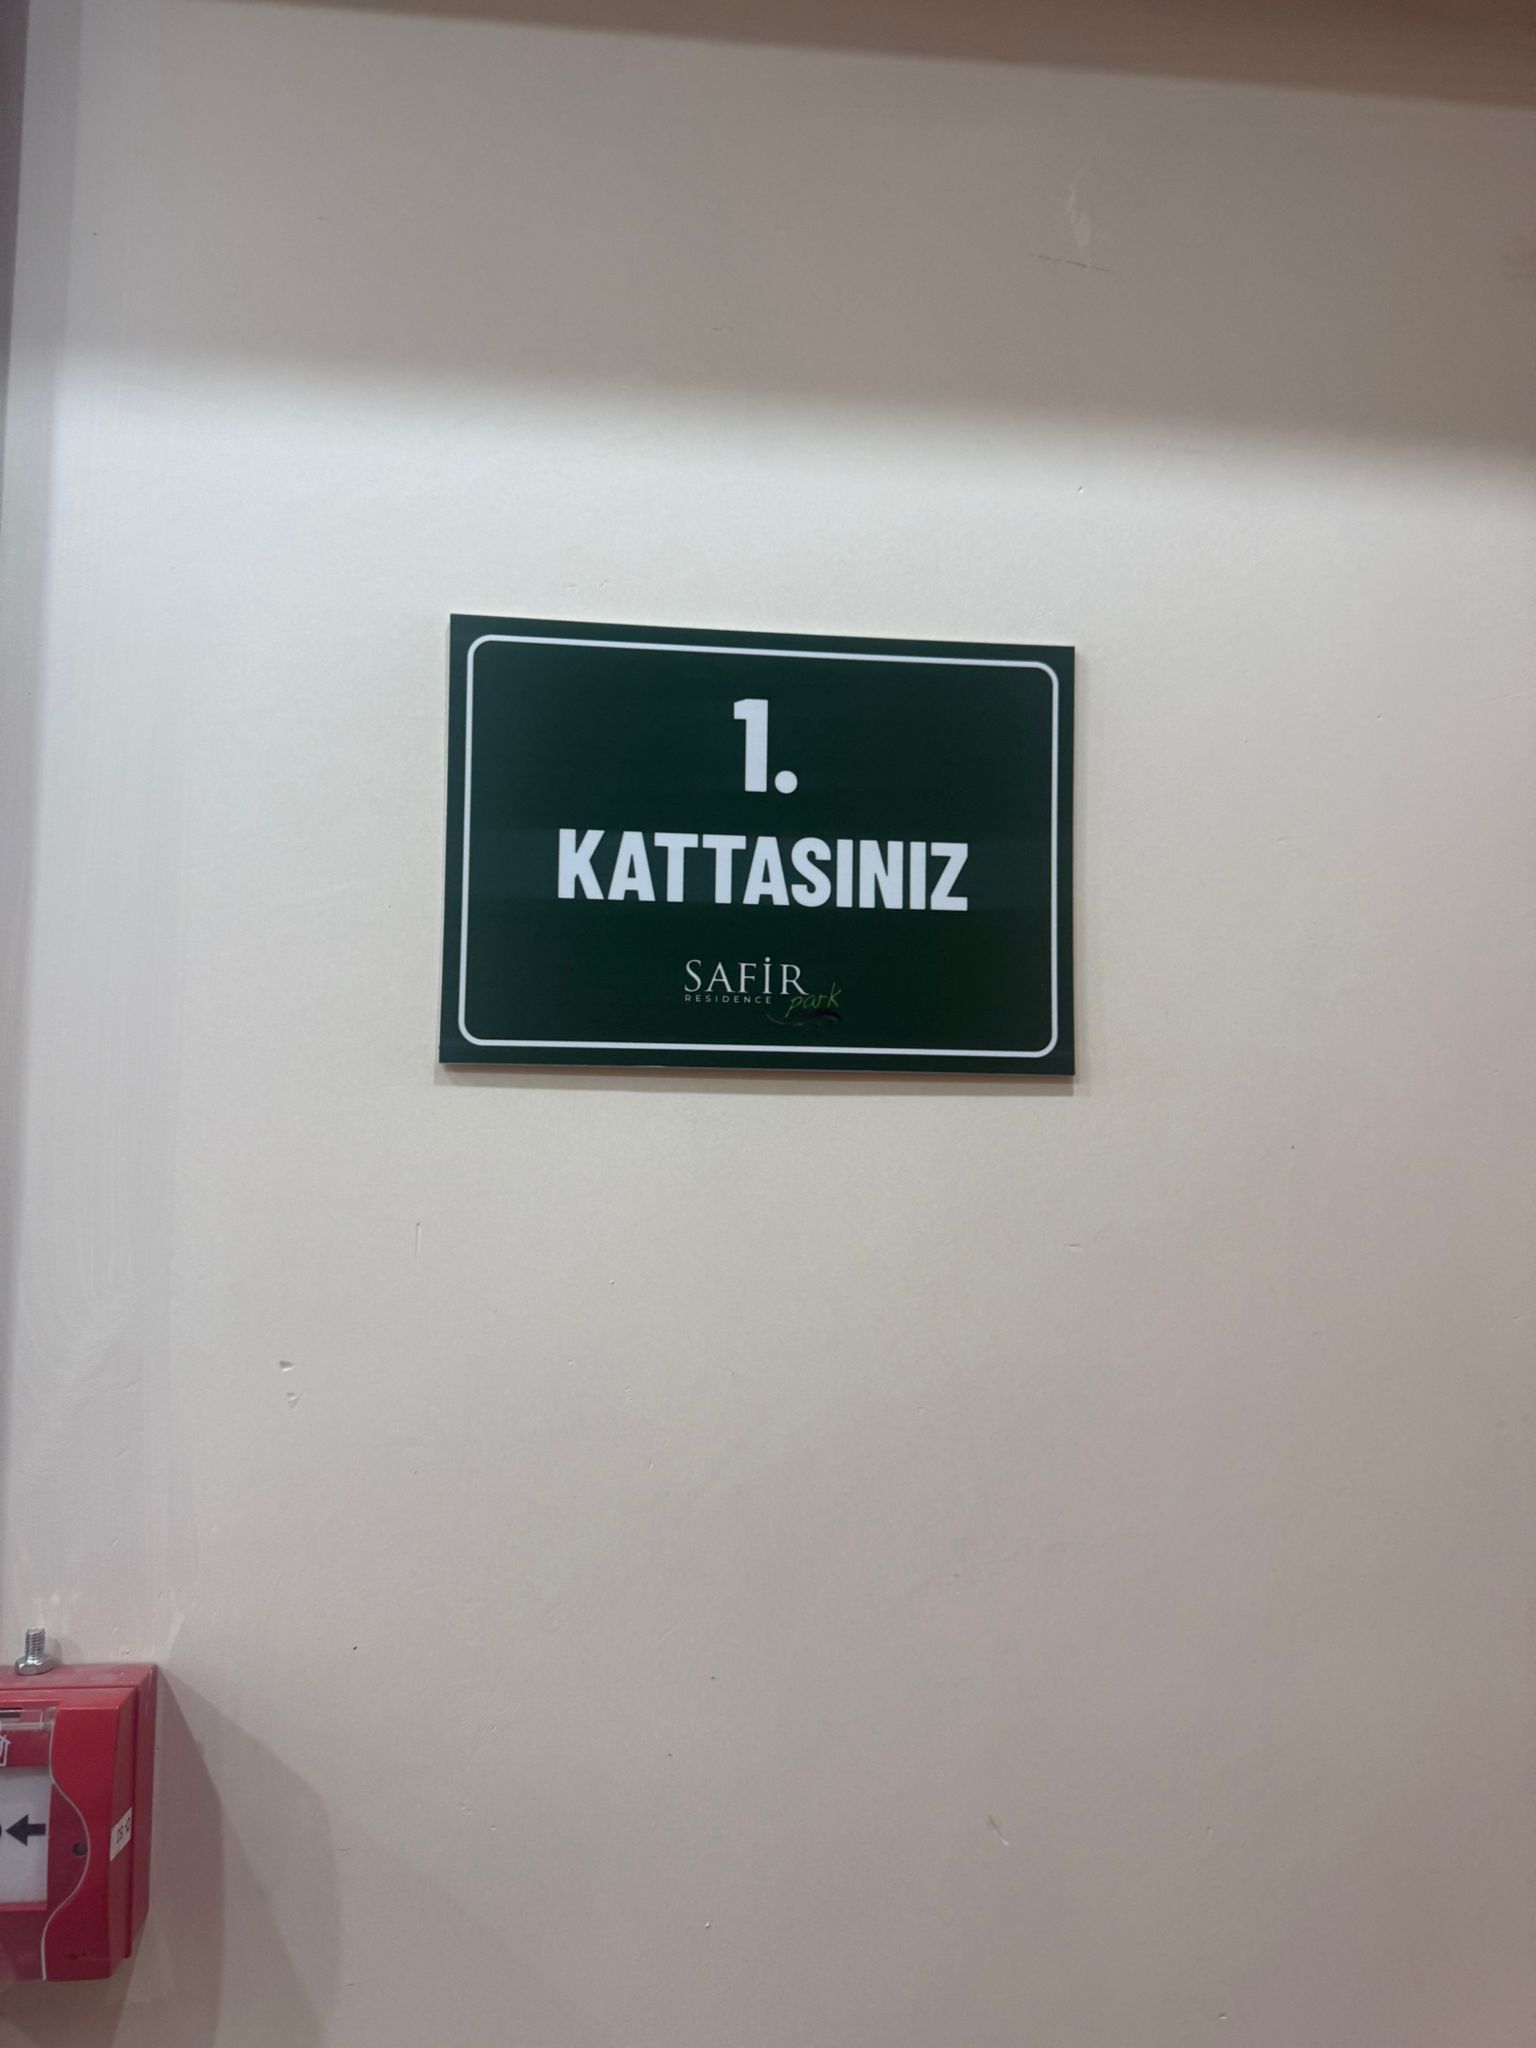 1.
KATTASINIZ
SAFİR
RESIDENCE park